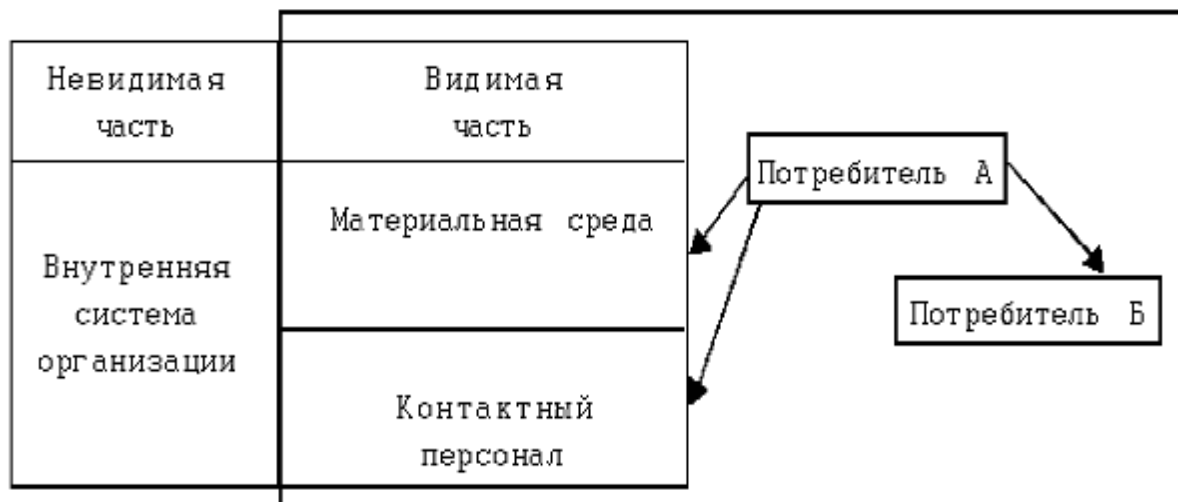 Невидимая
часть
Видимая
часть
Потребитель А
Материальная среда
Внутренняя
система
организации
Потребитель Б
Контактный
персонал